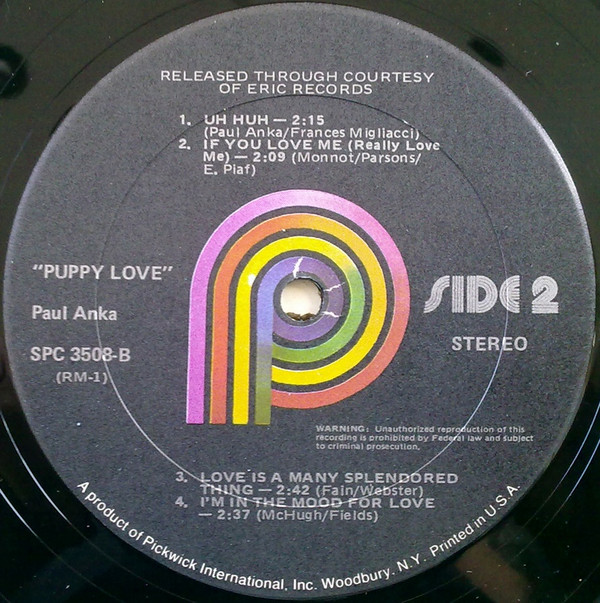 RELEASED THROUGH COURTESY
OF ERIC RECORDS
1. UH HUH — 2:15
(Paul Anka/Frances Migliacci)
2. IF YOU LOVE ME (Really Love
Me) — 2:09 (Monnot/Parsons/
E. Piaf)
"PUPPY LOVE"
Paul Anka
SPC 3508-B
(RM-1)
SIDE 2
STEREO
WARNING: Unauthorized reproduction of this
recording is prohibited by Federal law and subject
to criminal prosecution.
3. LOVE IS A MANY SPLENDORED
THING — 2:42 (Fain/Webster)
4. I'M IN THE MOOD FOR LOVE
— 2:37 (McHugh/Fields)
A product of Pickwick International, Inc. Woodbury, N.Y. Printed in U.S.A.